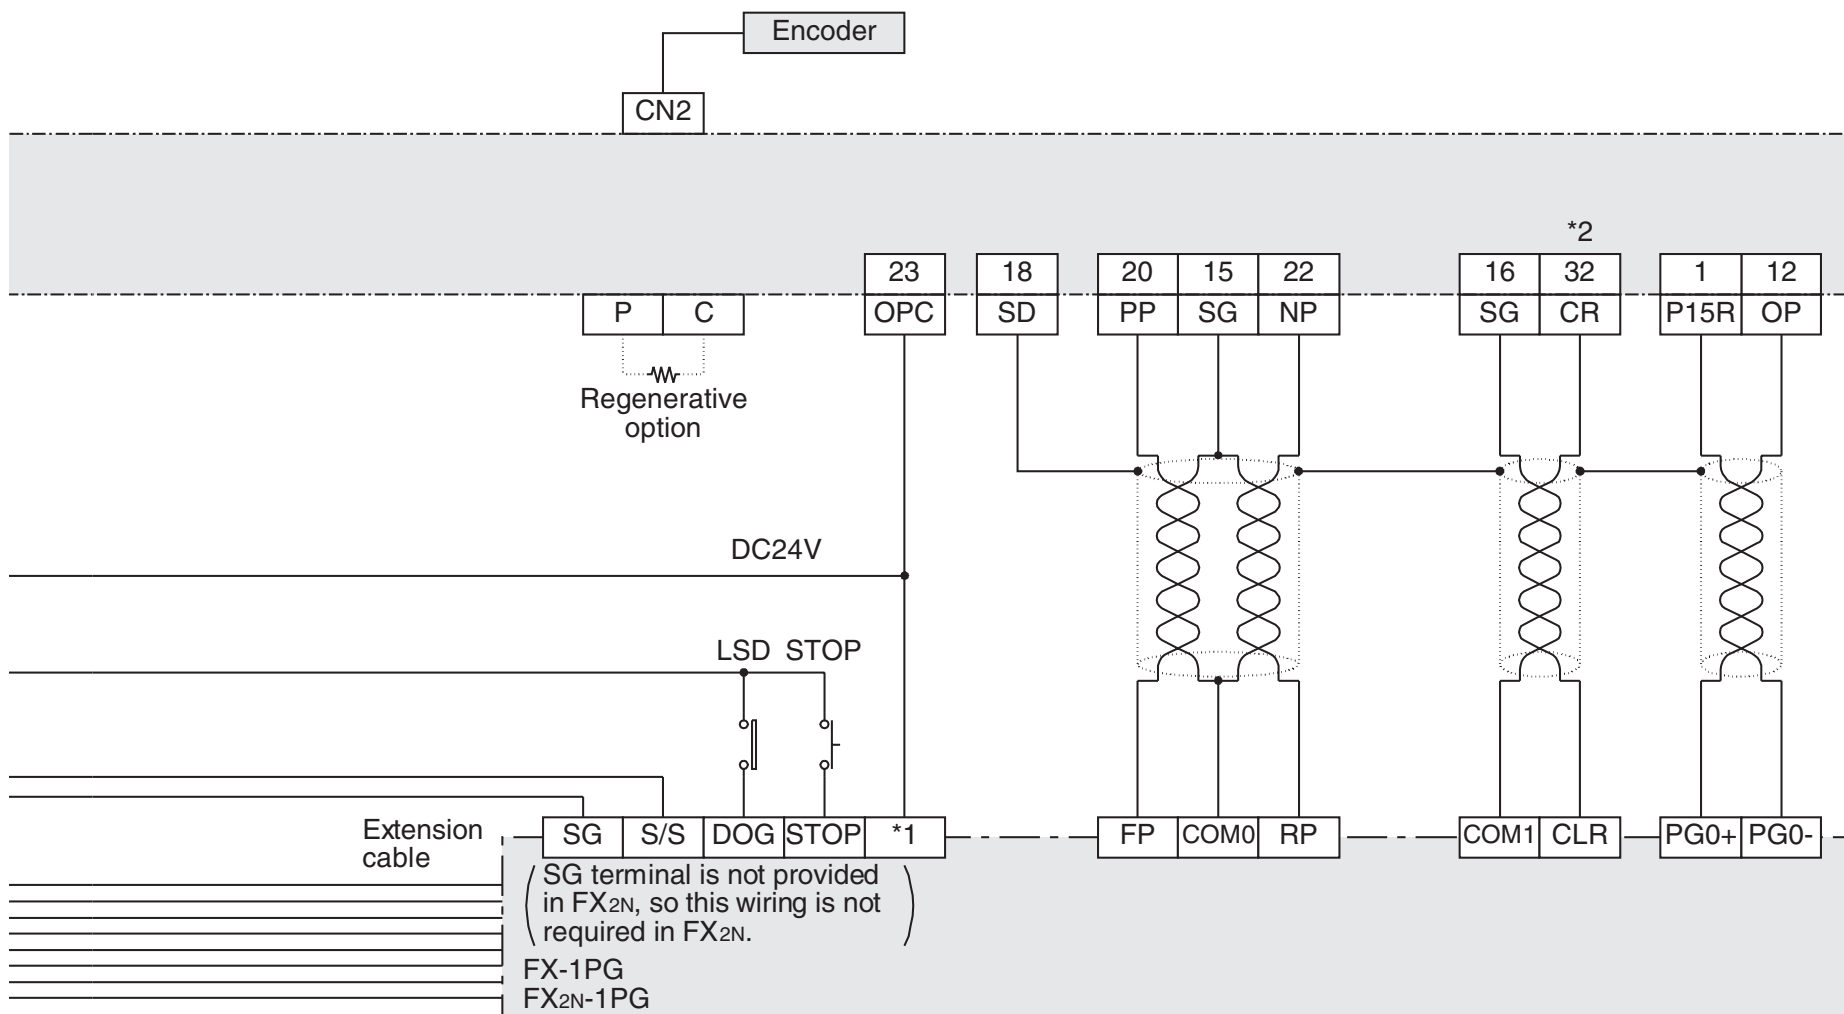 Encoder
CN2
*2
23 18 20 15 22 16 32 1 12
P C OPC SD PP SG NP SG CR P15R OP
Regenerative
option
DC24V
LSD STOP
Extension
cable
SG S/S DOG STOP *1 FP COM0 RP COM1 CLR PG0+ PG0-
(SG terminal is not provided
in FX2N, so this wiring is not
required in FX2N.)
FX-1PG
FX2N-1PG